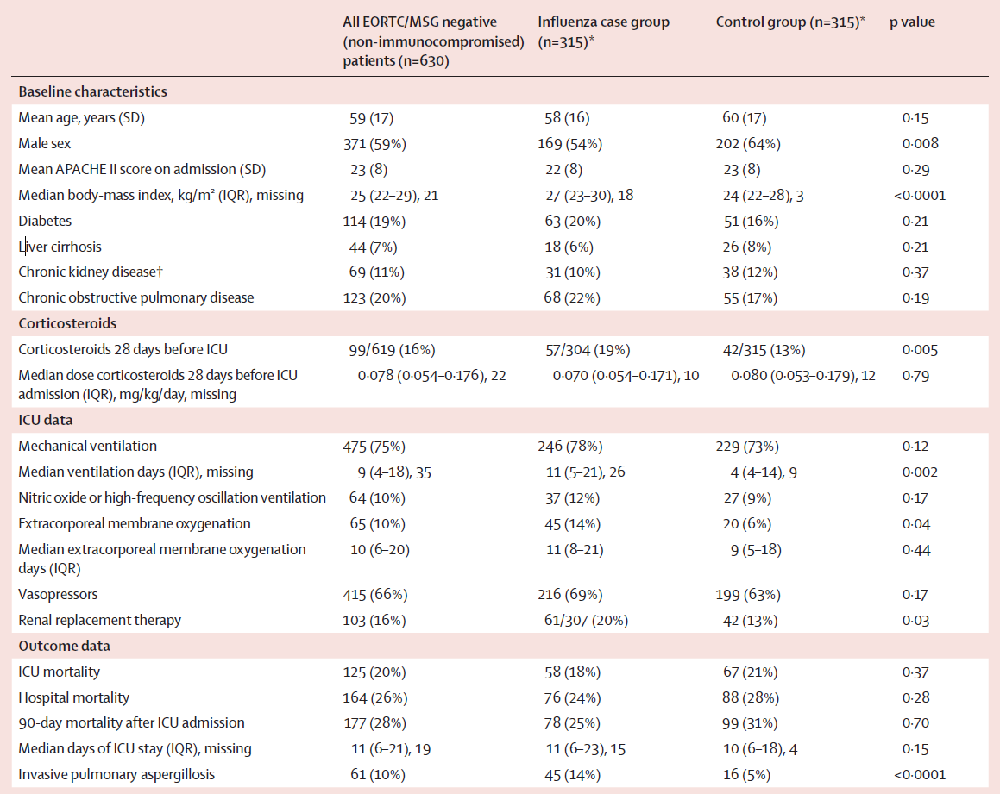 All EORTC/MSG negative (non-immunocompromised) patients (n=630) Influenza case group (n=315)* Control group (n=315)* p value
Baseline characteristics
Mean age, years (SD) 59 (17) 58 (16) 60 (17) 0·15
Male sex 371 (59%) 169 (54%) 202 (64%) 0·008
Mean APACHE II score on admission (SD) 23 (8) 22 (8) 23 (8) 0·29
Median body-mass index, kg/m² (IQR), missing 25 (22–29), 21 27 (23–30), 18 24 (22–28), 3 <0·0001
Diabetes 114 (19%) 63 (20%) 51 (16%) 0·21
Liver cirrhosis 44 (7%) 18 (6%) 26 (8%) 0·21
Chronic kidney disease† 69 (11%) 31 (10%) 38 (12%) 0·37
Chronic obstructive pulmonary disease 123 (20%) 68 (22%) 55 (17%) 0·19
Corticosteroids
Corticosteroids 28 days before ICU 99/619 (16%) 57/304 (19%) 42/315 (13%) 0·005
Median dose corticosteroids 28 days before ICU 0·078 (0·054–0·176), 22 0·070 (0·054–0·171), 10 0·080 (0·053–0·179), 12 0·79
admission (IQR), mg/kg/day, missing
ICU data
Mechanical ventilation 475 (75%) 246 (78%) 229 (73%) 0·12
Median ventilation days (IQR), missing 9 (4–18), 35 11 (5–21), 26 4 (4–14), 9 0·002
Nitric oxide or high-frequency oscillation ventilation 64 (10%) 37 (12%) 27 (9%) 0·17
Extracorporeal membrane oxygenation 65 (10%) 45 (14%) 20 (6%) 0·04
Median extracorporeal membrane oxygenation 10 (6–20) 11 (8–21) 9 (5–18) 0·44
days (IQR)
Vasopressors 415 (66%) 216 (69%) 199 (63%) 0·17
Renal replacement therapy 103 (16%) 61/307 (20%) 42 (13%) 0·03
Outcome data
ICU mortality 125 (20%) 58 (18%) 67 (21%) 0·37
Hospital mortality 164 (26%) 76 (24%) 88 (28%) 0·28
90-day mortality after ICU admission 177 (28%) 78 (25%) 99 (31%) 0·70
Median days of ICU stay (IQR), missing 11 (6–21), 19 11 (6–23), 15 10 (6–18), 4 0·15
Invasive pulmonary aspergillosis 61 (10%) 45 (14%) 16 (5%) <0·0001